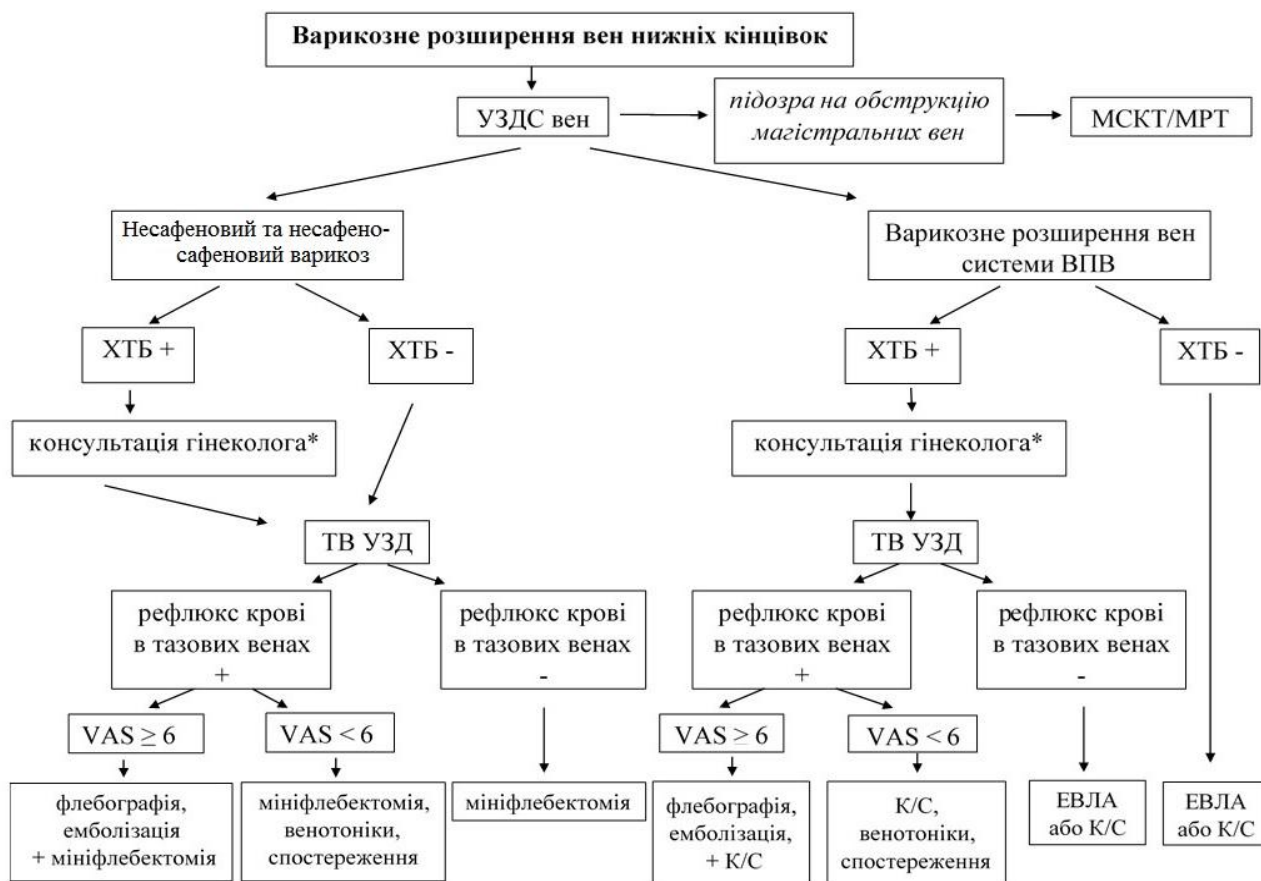 Варикозне розширення вен нижніх кінцівок
УЗДС вен
підозра на обструкцію
магістральних вен
МСКТ/МРТ
Несафеновий та несафено-
сафеновий варикоз
Варикозне розширення вен
системи ВПВ
ХТБ +
ХТБ -
ХТБ +
ХТБ -
консультація гінеколога*
консультація гінеколога*
ТВ УЗД
ТВ УЗД
рефлюкс крові
в тазових венах
+
рефлюкс крові
в тазових венах
-
рефлюкс крові
в тазових венах
+
рефлюкс крові
в тазових венах
-
VAS ≥ 6
VAS < 6
VAS ≥ 6
VAS < 6
флебографія,
емболізація
+ мініфлебектомія
мініфлебектомія,
венотоніки,
спостереження
мініфлебектомія
флебографія,
емболізація,
+ К/С
К/С,
венотоніки,
спостереження
ЕВЛА
або К/С
ЕВЛА
або К/С